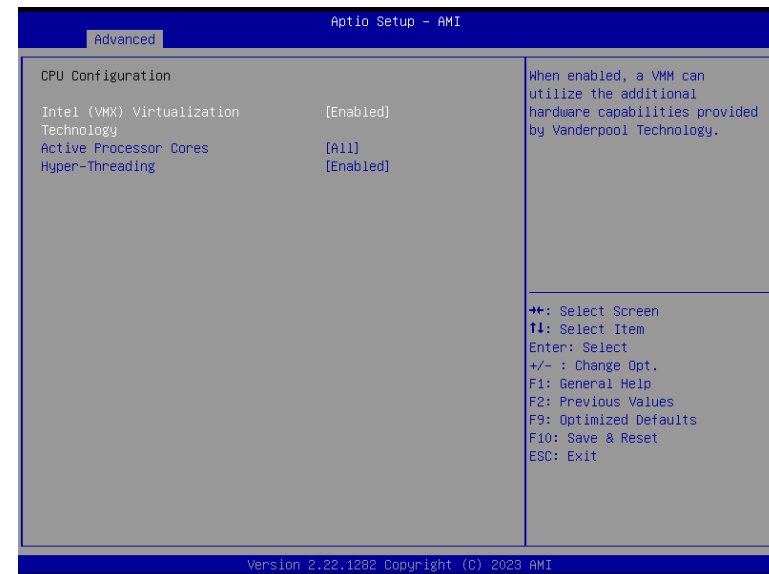 Aptio Setup – AMI
Advanced
CPU Configuration
Intel (VMX) Virtualization [Enabled]
Technology
Active Processor Cores [All]
Hyper-Threading [Enabled]
When enabled, a VMM can
utilize the additional
hardware capabilities provided
by Vanderpool Technology.
→←: Select Screen
↑↓: Select Item
Enter: Select
+/- : Change Opt.
F1: General Help
F2: Previous Values
F9: Optimized Defaults
F10: Save & Reset
ESC: Exit
Version 2.22.1282 Copyright (C) 2023 AMI